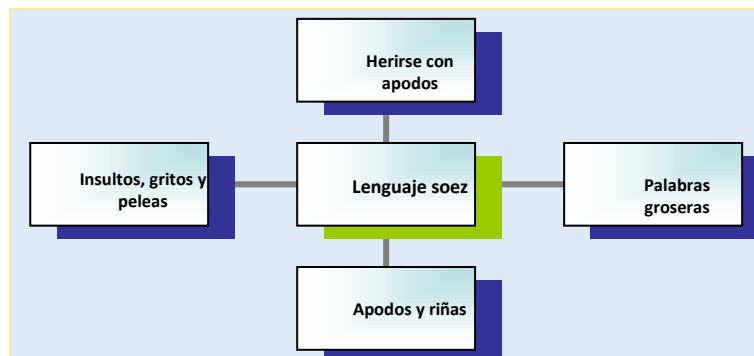 Herirse con
apodos
Insultos, gritos y
peleas
Lenguaje soez
Palabras
groseras
Apodos y riñas